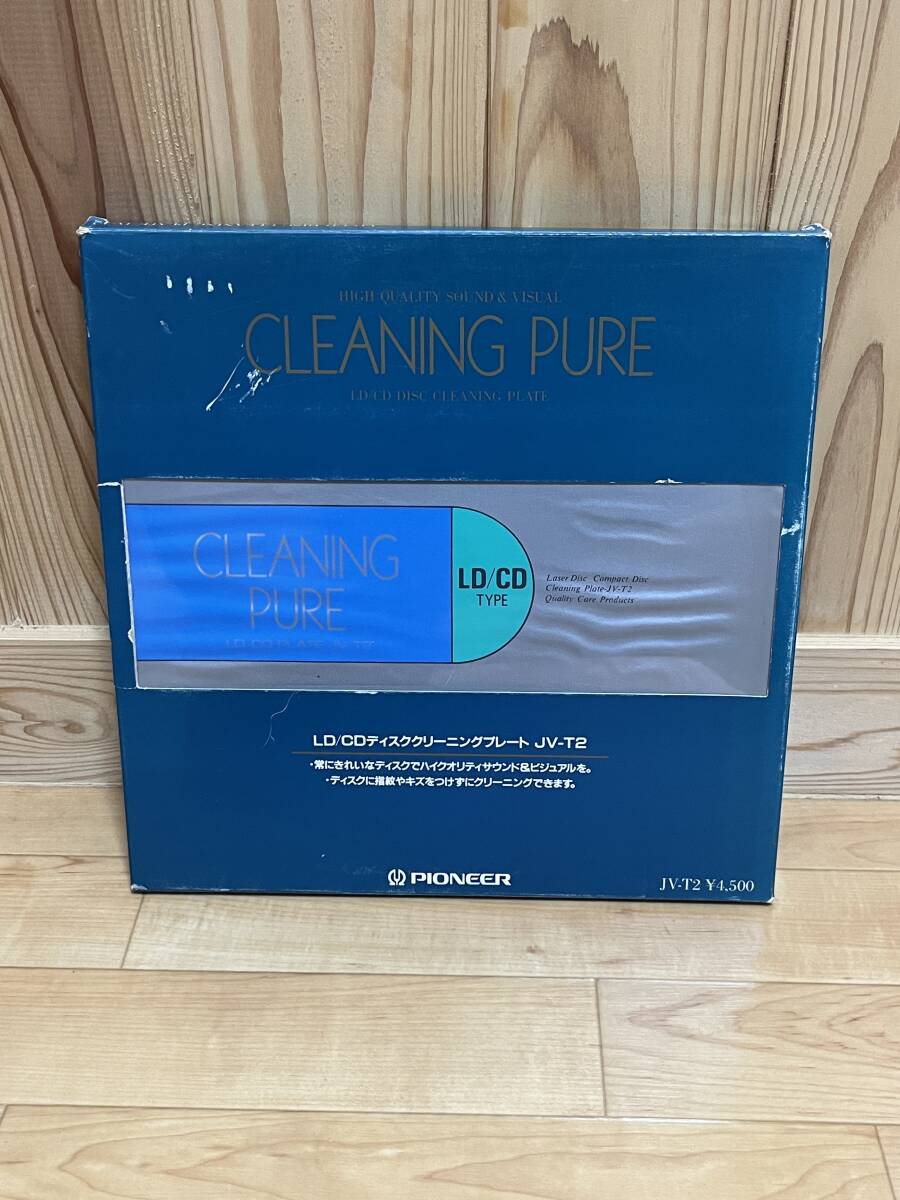 HIGH QUALITY SOUND & VISUAL
CLEANING PURE
LD/CD DISC CLEANING PLATE
CLEANING
PURE
LD/CD PLATE JV-T2
LD/CD
TYPE
Laser Disc Compact Disc
Cleaning Plate-JV-T2
Quality Care Products
LD/CDディスククリーニングプレート JV-T2
・常にきれいなディスクでハイクオリティサウンド&ビジュアルを。
・ディスクに指紋やキズをつけずにクリーニングできます。
PIONEER
JV-T2 ¥4,500